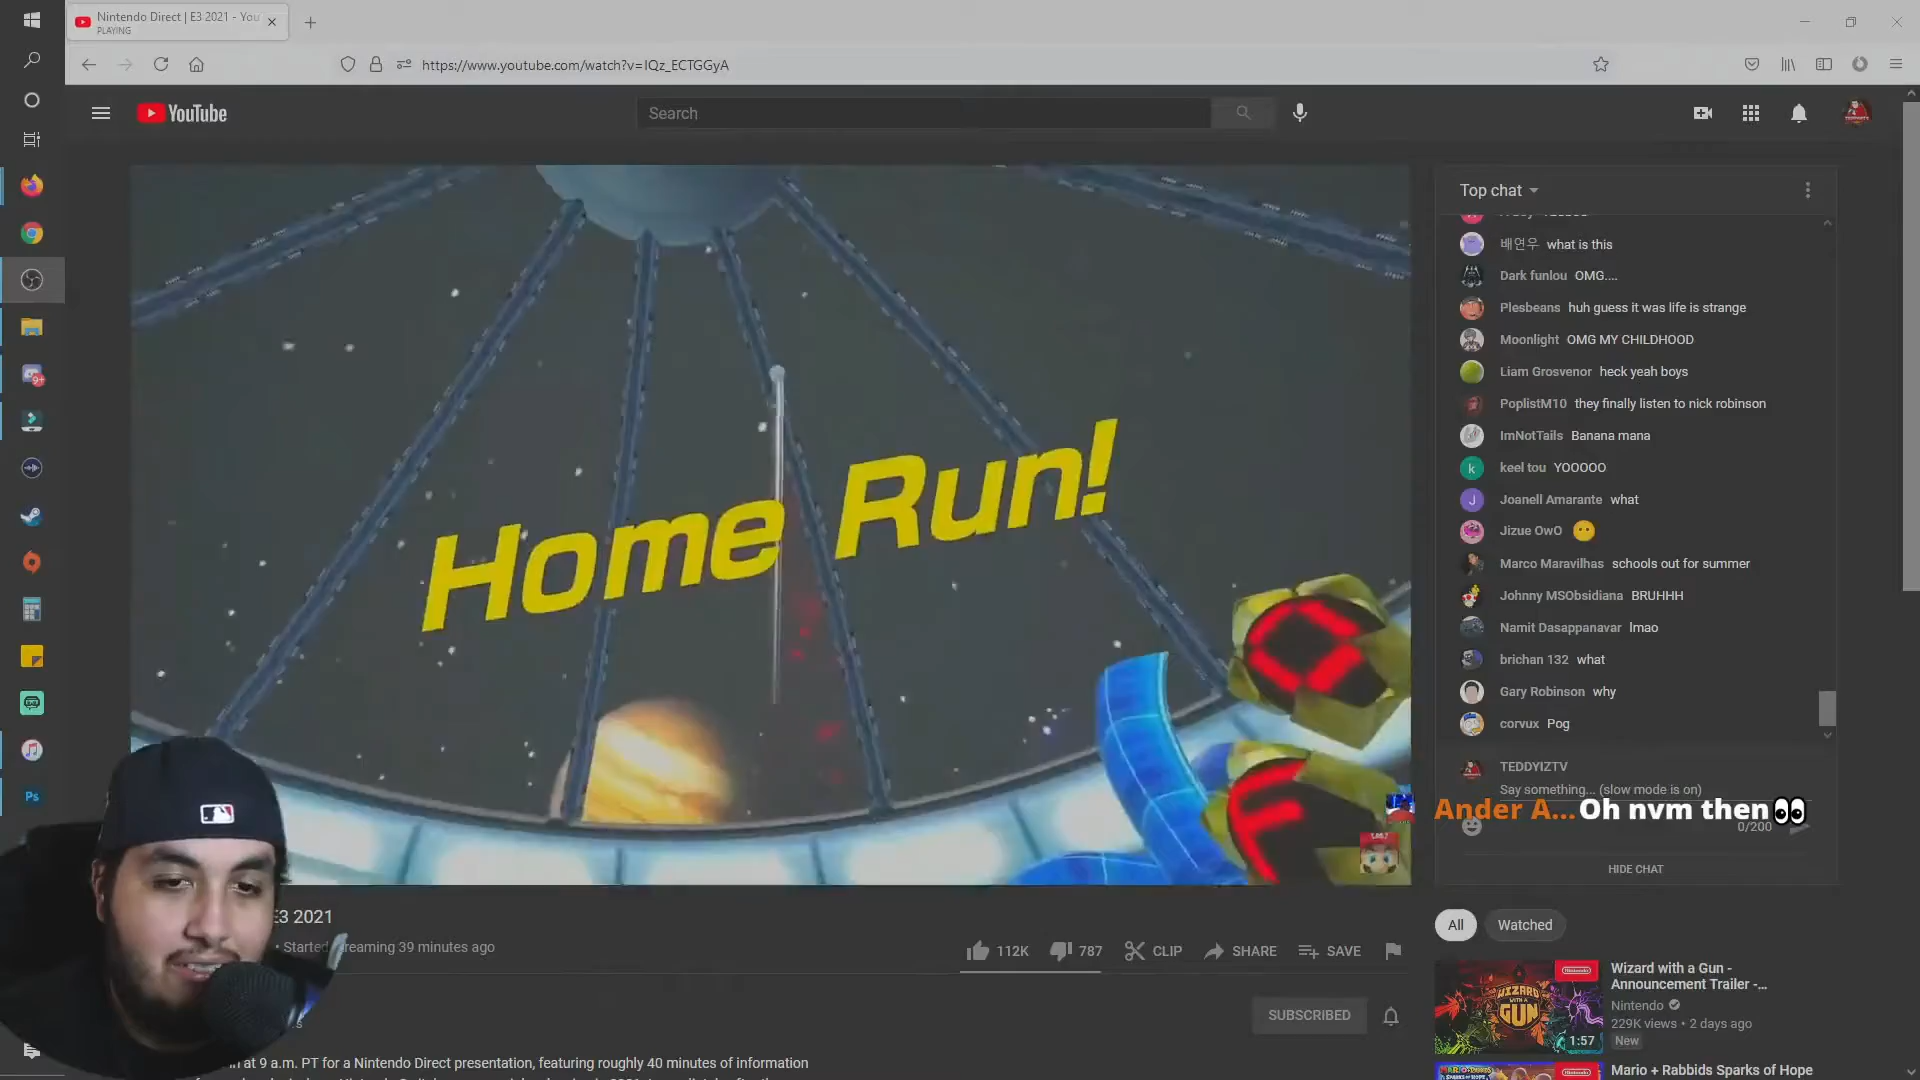 Nintendo Direct | E3 2021 - You
PLAYING
https://www.youtube.com/watch?v=IQz_ECTGGyA
YouTube
Search
Top chat
배연우 what is this
Dark funlou OMG....
Plesbeans huh guess it was life is strange
Moonlight OMG MY CHILDHOOD
Liam Grosvenor heck yeah boys
PoplistM10 they finally listen to nick robinson
ImNotTails Banana mana
k keel tou YOOOOO
J Joanell Amarante what
Jizue OwO
Marco Maravilhas schools out for summer
Johnny MSObsidiana BRUHHH
Namit Dasappanavar lmao
brichan 132 what
Gary Robinson why
corvux Pog
TEDDYIZTV
Say something... (slow mode is on)
Ander A... Oh nvm then
0/200
HIDE CHAT
Home Run!
F
9+
Ps
E3 2021
• Started streaming 39 minutes ago
112K
787
CLIP
SHARE
SAVE
SUBSCRIBED
at 9 a.m. PT for a Nintendo Direct presentation, featuring roughly 40 minutes of information
All
Watched
Nintendo
WIZARD WITH A GUN
1:57
Wizard with a Gun -
Announcement Trailer -...
Nintendo
229K views • 2 days ago
New
Mario + Rabbids Sparks of Hope